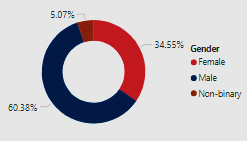 5.07%
34.55%
Gender
Female
Male
Non-binary
60.38%